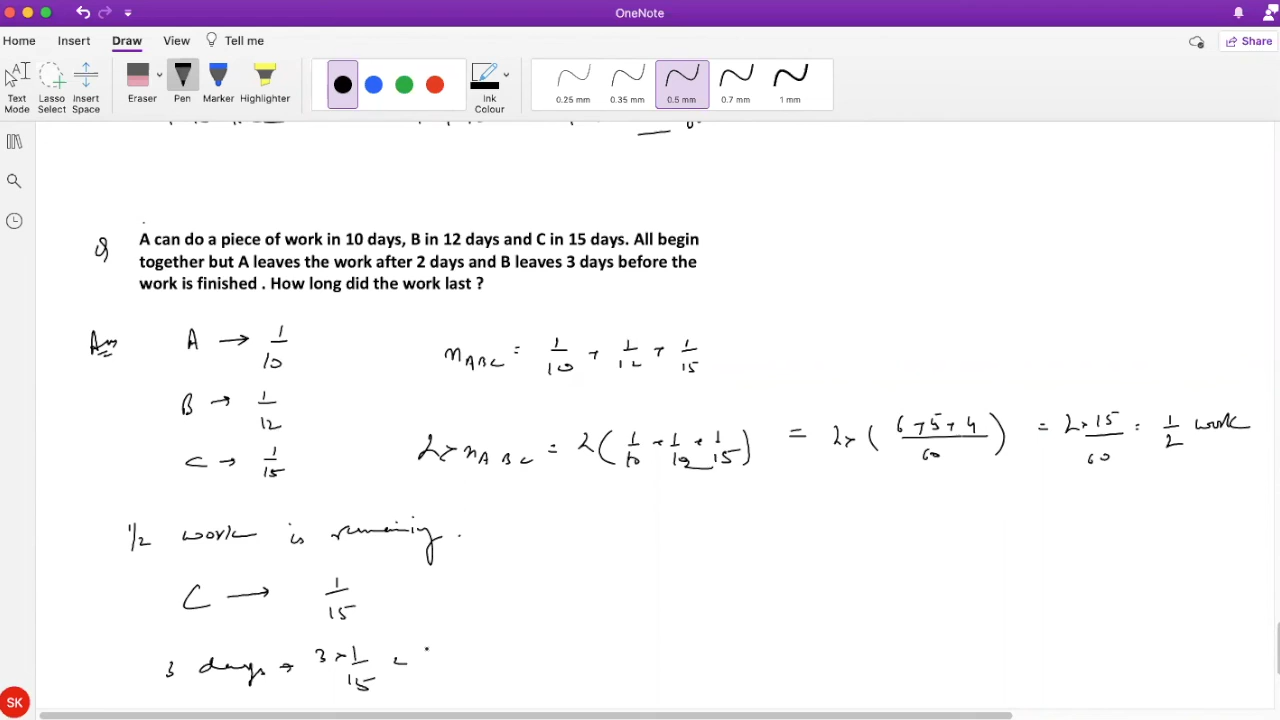 OneNote
Home Insert Draw View Tell me
Share
Text Mode
Lasso Select
Insert Space
Eraser
Pen
Marker
Highlighter
Ink Colour
0.25 mm
0.35 mm
0.5 mm
0.7 mm
1 mm
Q
A can do a piece of work in 10 days, B in 12 days and C in 15 days. All begin
together but A leaves the work after 2 days and B leaves 3 days before the
work is finished . How long did the work last ?
Ans A → 1/10
B → 1/12
C → 1/15
n ABC = 1/10 + 1/12 + 1/15
2 × n ABC = 2 ( 1/10 + 1/12 + 1/15 ) = 2 × ( 6 + 5 + 4 / 60 ) = 2 × 15 / 60 = 1/2 work
1/2 work is remaining .
C → 1/15
3 days → 3 × 1/15 =
SK